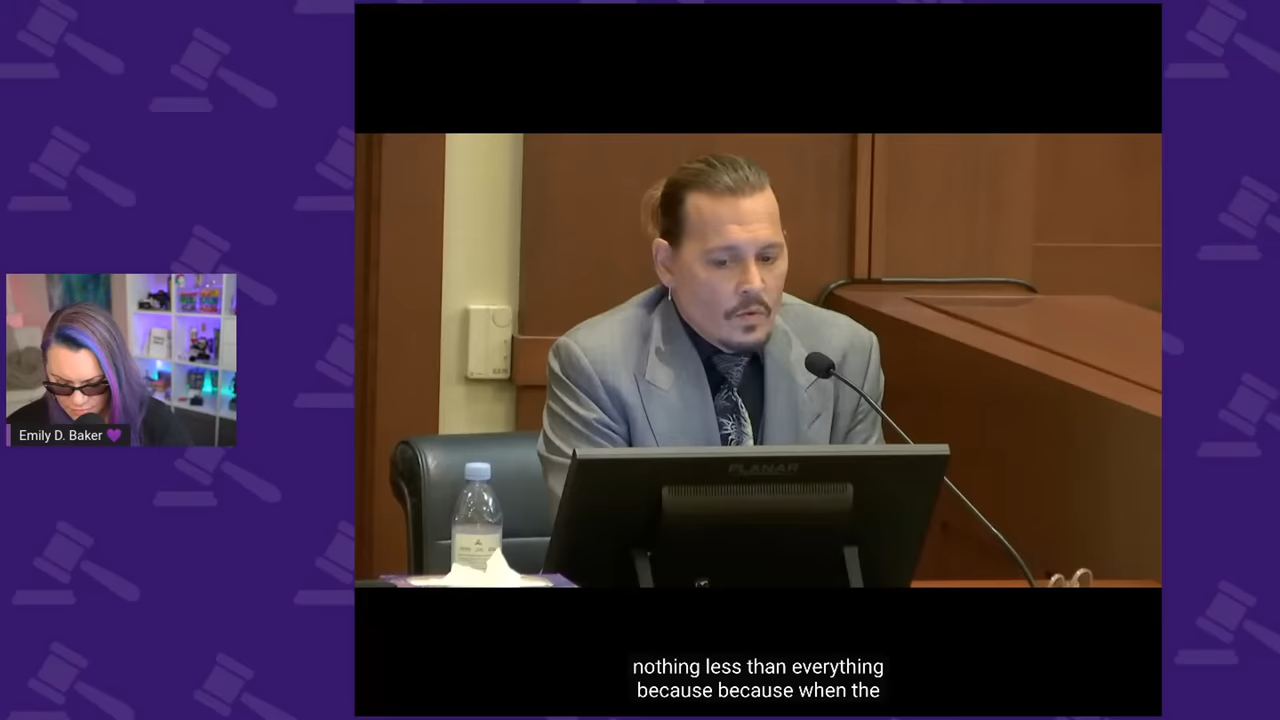 Emily D. Baker 💜
PLANAR
nothing less than everything
because because when the